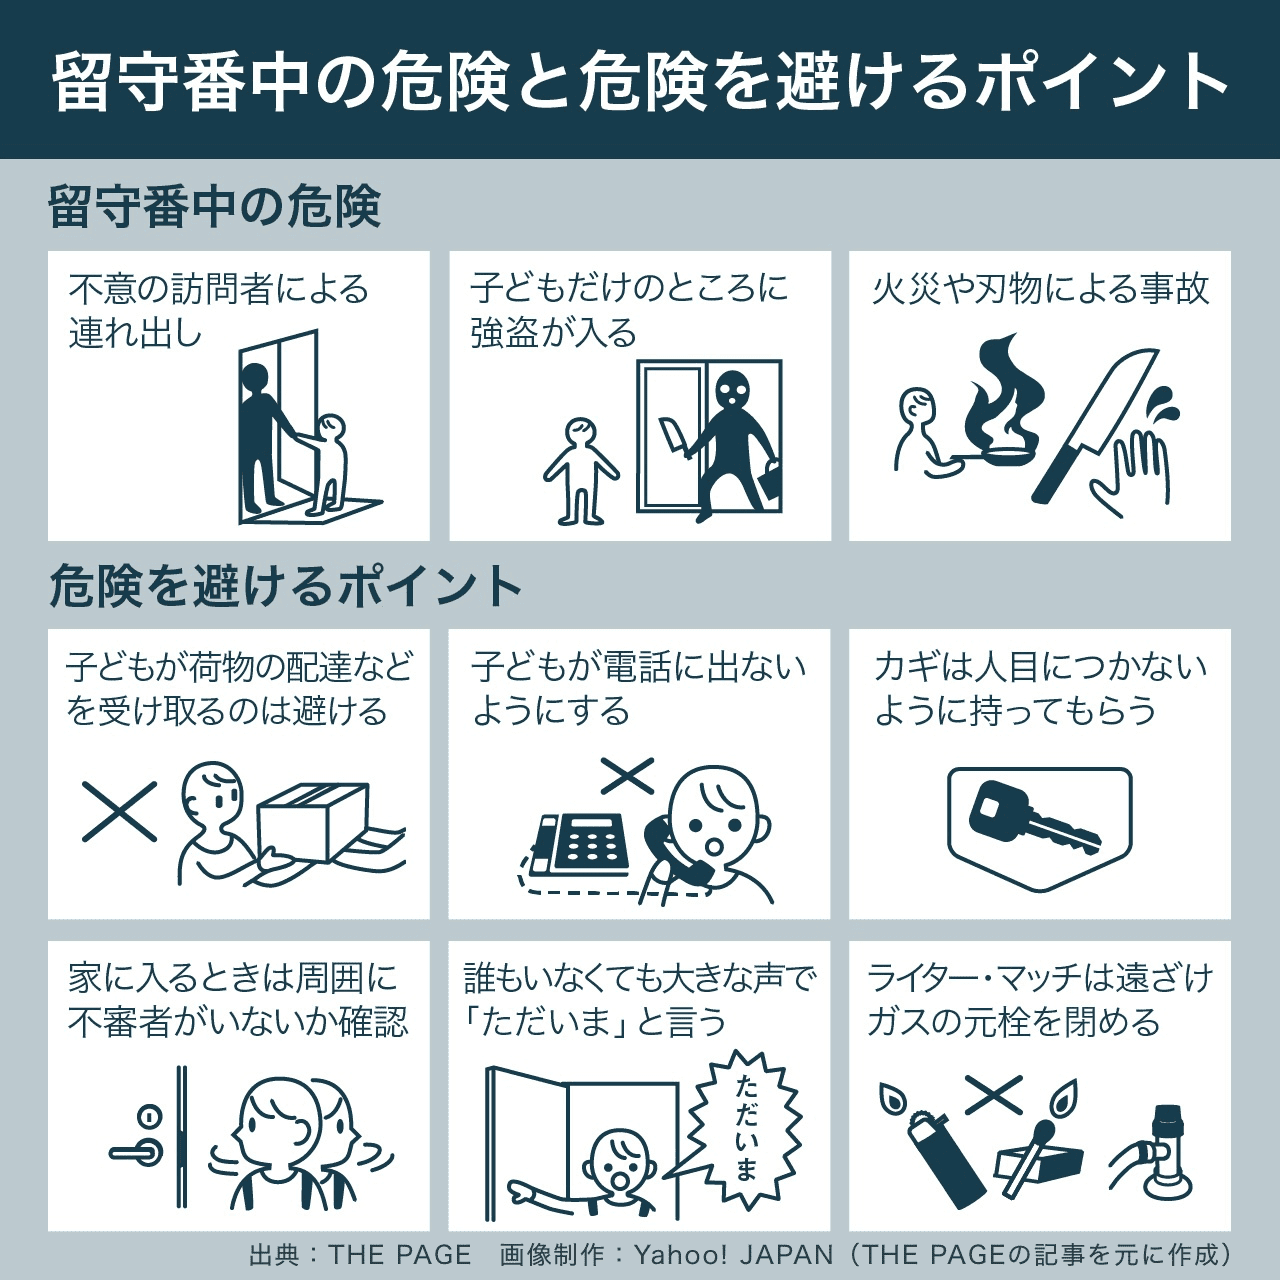 留守番中の危険と危険を避けるポイント
留守番中の危険
不意の訪問者による
連れ出し
子どもだけのところに
強盗が入る
火災や刃物による事故
危険を避けるポイント
子どもが荷物の配達など
を受け取るのは避ける
子どもが電話に出ない
ようにする
カギは人目につかない
ように持ってもらう
家に入るときは周囲に
不審者がいないか確認
誰もいなくても大きな声で
「ただいま」と言う
ただいま
ライター・マッチは遠ざけ
ガスの元栓を閉める
出典：THE PAGE　画像制作：Yahoo! JAPAN（THE PAGEの記事を元に作成）